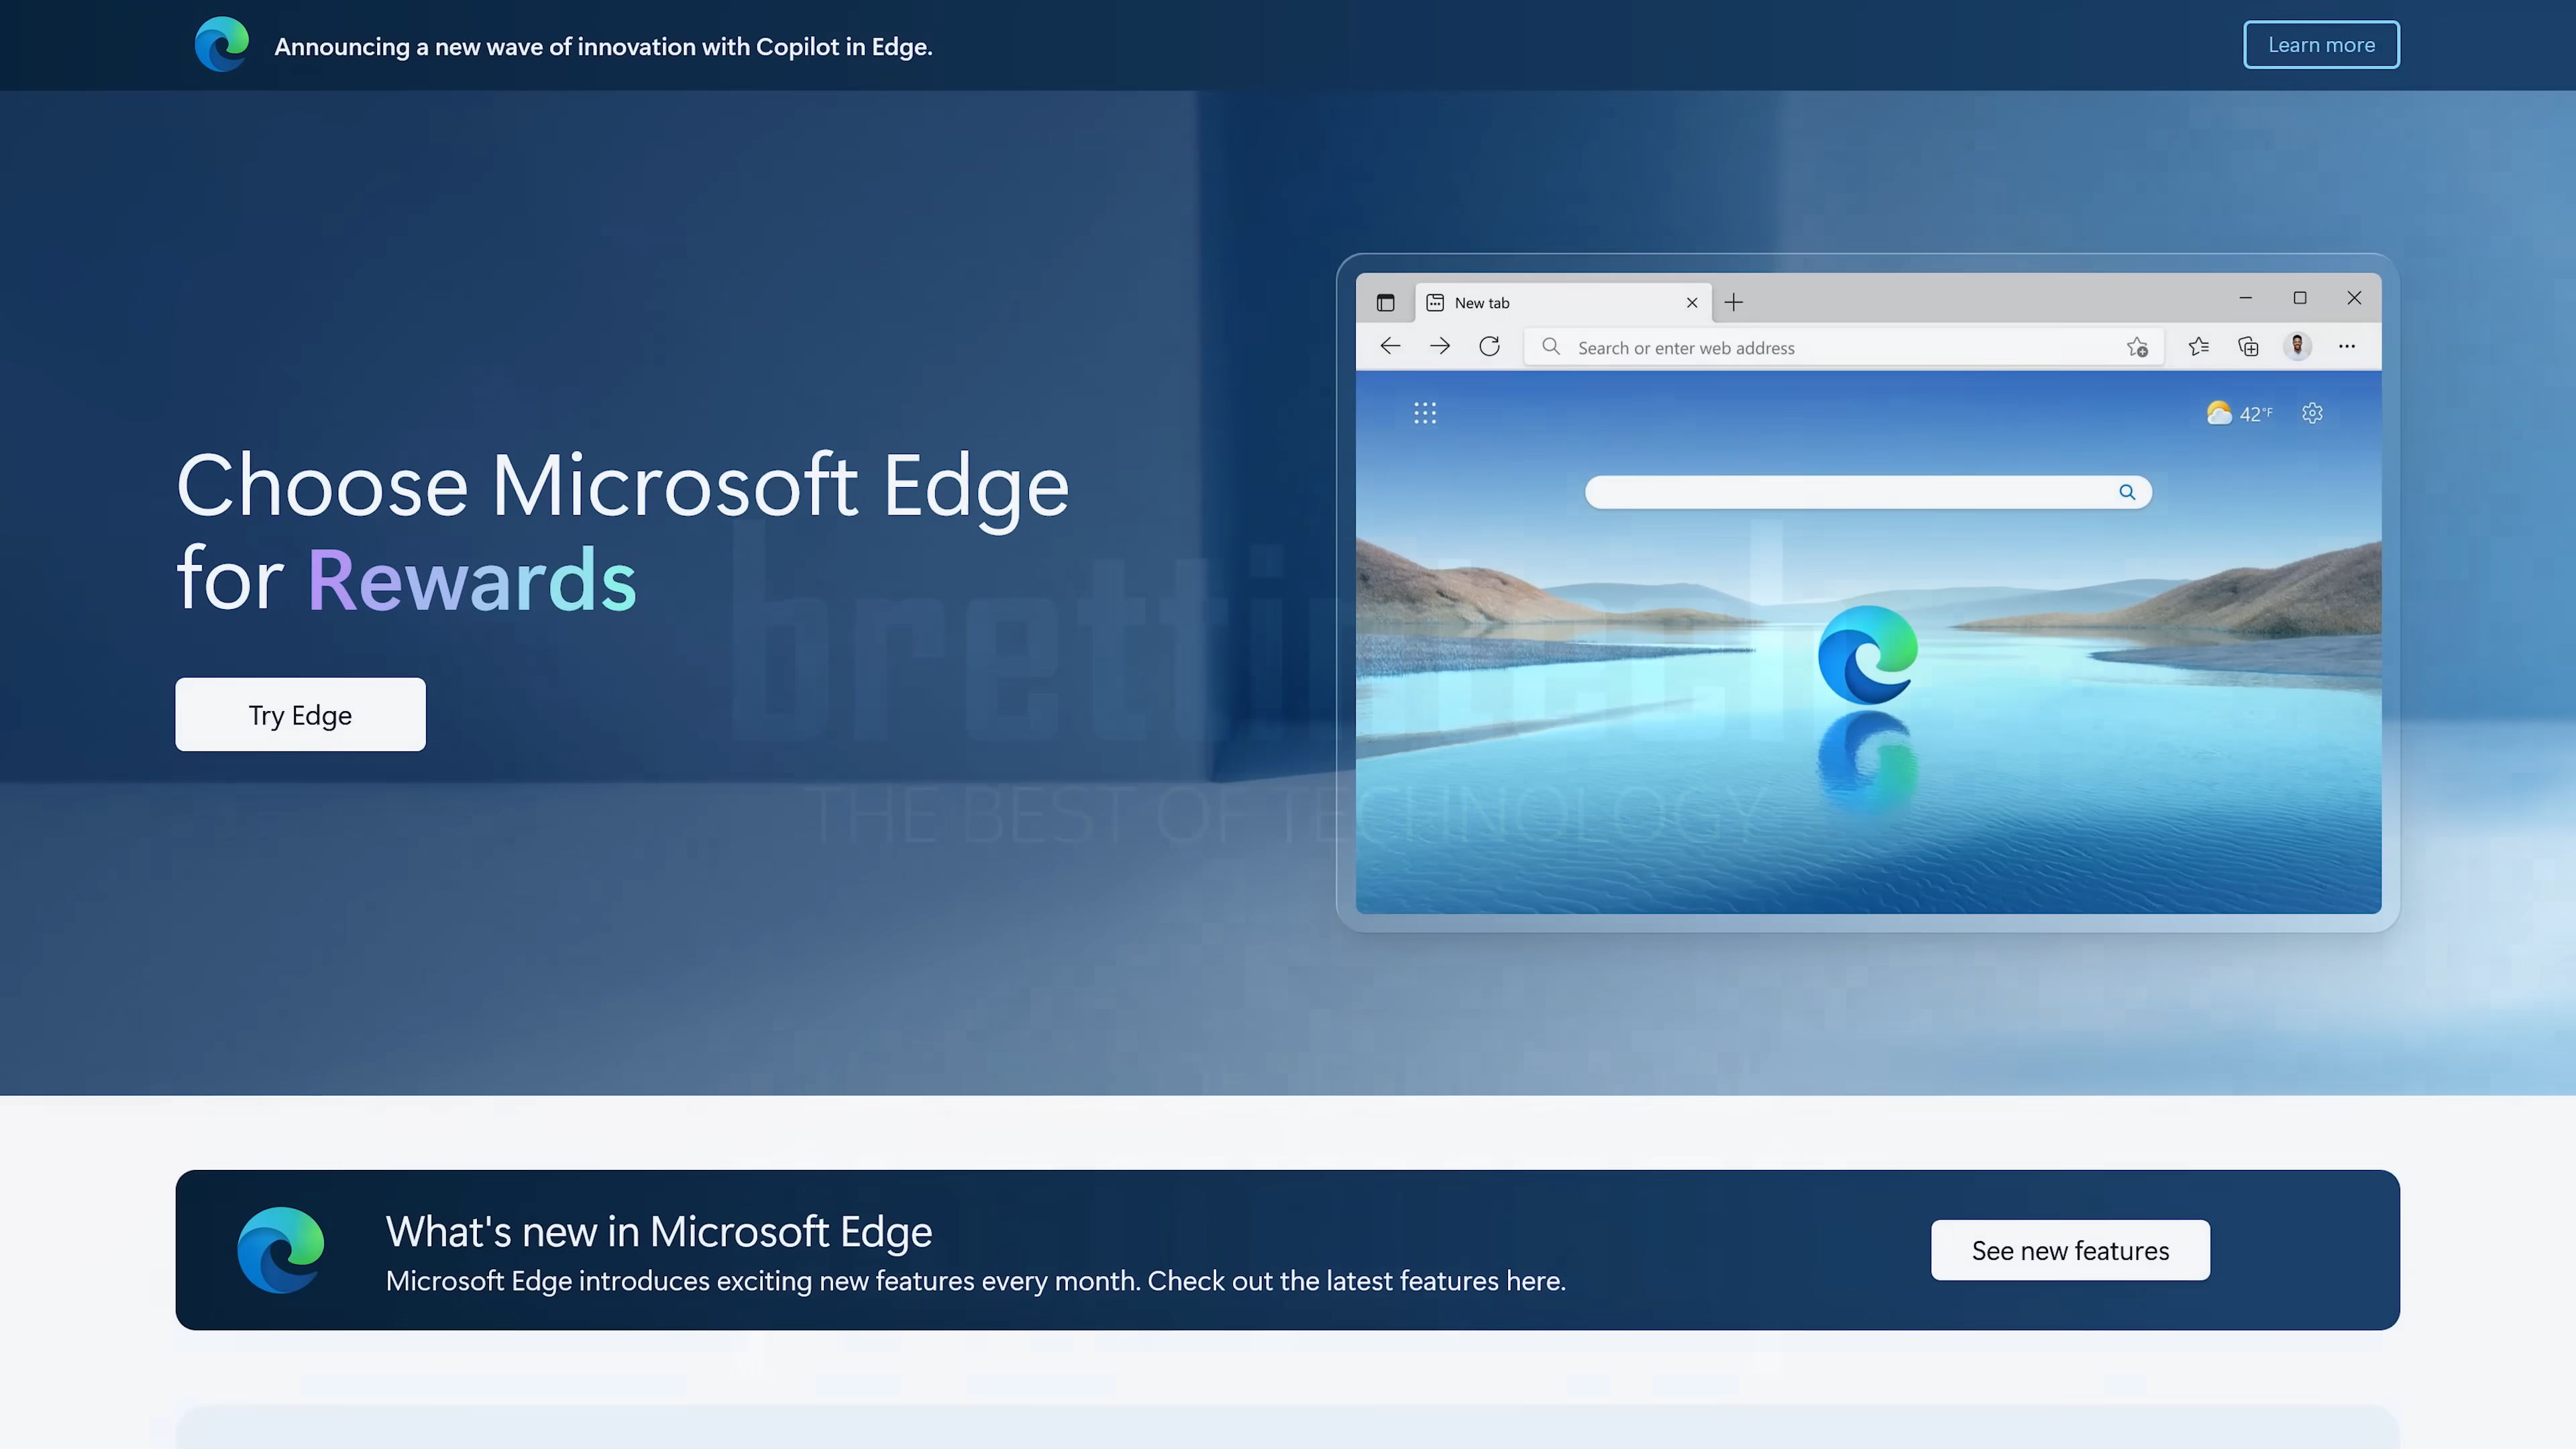 Announcing a new wave of innovation with Copilot in Edge.
Learn more
New tab
Search or enter web address
42°F
Choose Microsoft Edge
for Rewards
Try Edge
brettintech
THE BEST OF TECHNOLOGY
What's new in Microsoft Edge
Microsoft Edge introduces exciting new features every month. Check out the latest features here.
See new features